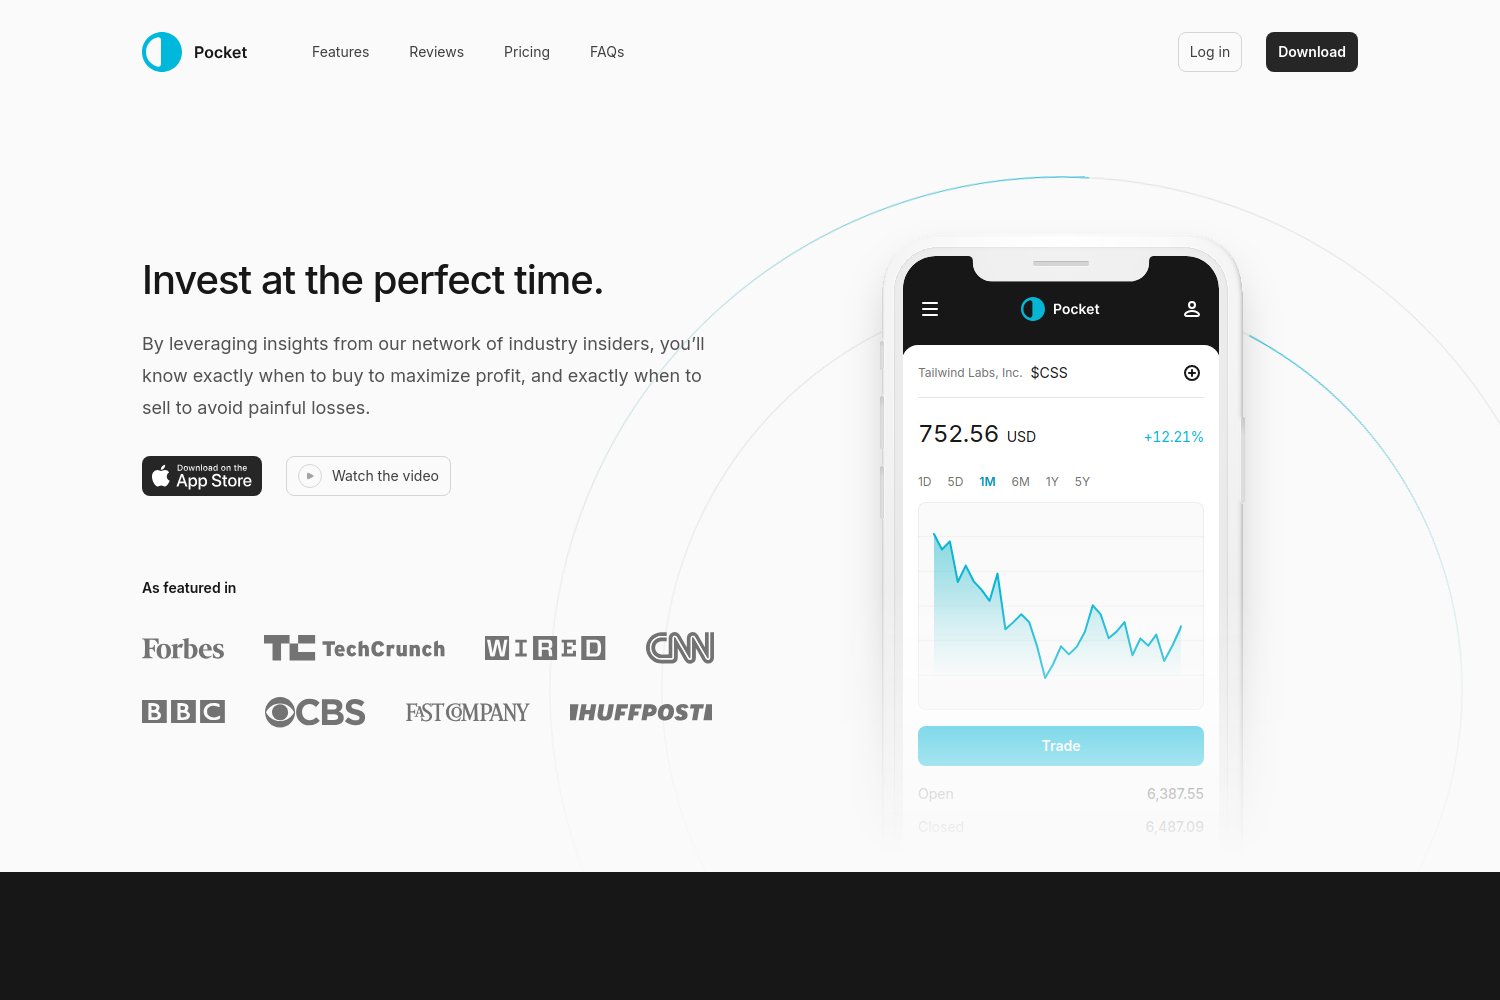 Pocket
Features
Reviews
Pricing
FAQs
Log in
Download
Invest at the perfect time.
By leveraging insights from our network of industry insiders, you’ll
know exactly when to buy to maximize profit, and exactly when to
sell to avoid painful losses.
Download on the
App Store
Watch the video
As featured in
Forbes
TC TechCrunch
WIRED
CNN
BBC
CBS
FAST COMPANY
HUFFPOST
Pocket
Tailwind Labs, Inc. $CSS
752.56 USD +12.21%
1D 5D 1M 6M 1Y 5Y
Trade
Open 6,387.55
Closed 6,487.09